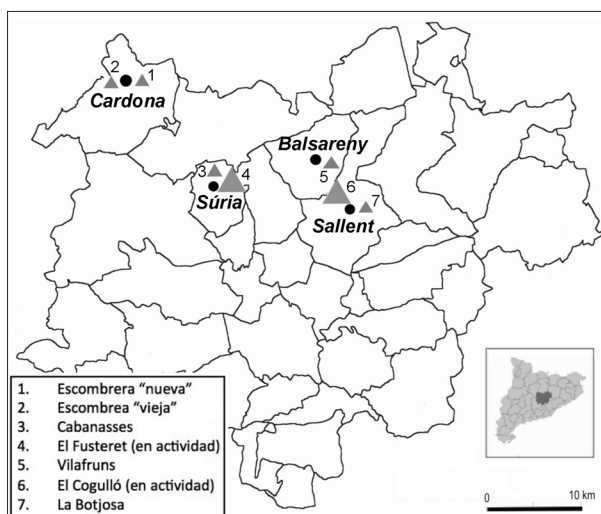 2 1
Cardona
Balsareny
3 4
5
6
Súria
7
Sallent
1. Escombrera “nueva”
2. Escombrea “vieja”
3. Cabanasses
4. El Fusteret (en actividad)
5. Vilafruns
6. El Cogulló (en actividad)
7. La Botjosa
0 10 km